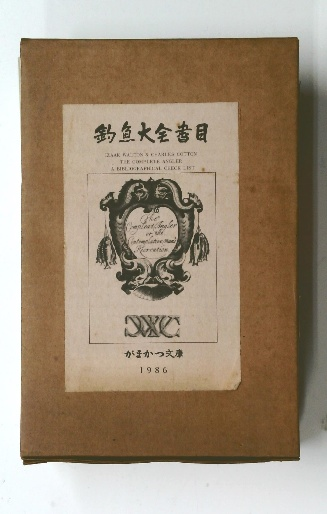 釣魚大全書目
IZAAK WALTON & CHARLES COTTON
THE COMPLETE ANGLER
A BIBLIOGRAPHICAL CHECK LIST
The
Compleat Angler
or the
Contemplative man's
Recreation
がまかつ文庫
1986